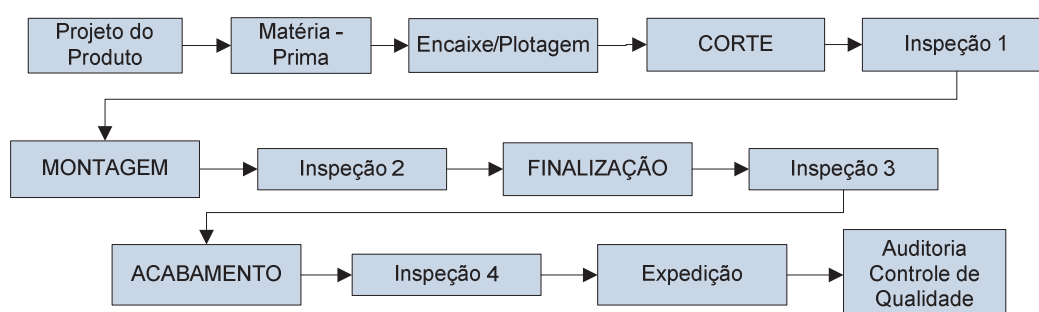 Projeto do
Produto
Matéria -
Prima
Encaixe/Plotagem
CORTE
Inspeção 1
MONTAGEM
Inspeção 2
FINALIZAÇÃO
Inspeção 3
ACABAMENTO
Inspeção 4
Expedição
Auditoria
Controle de
Qualidade